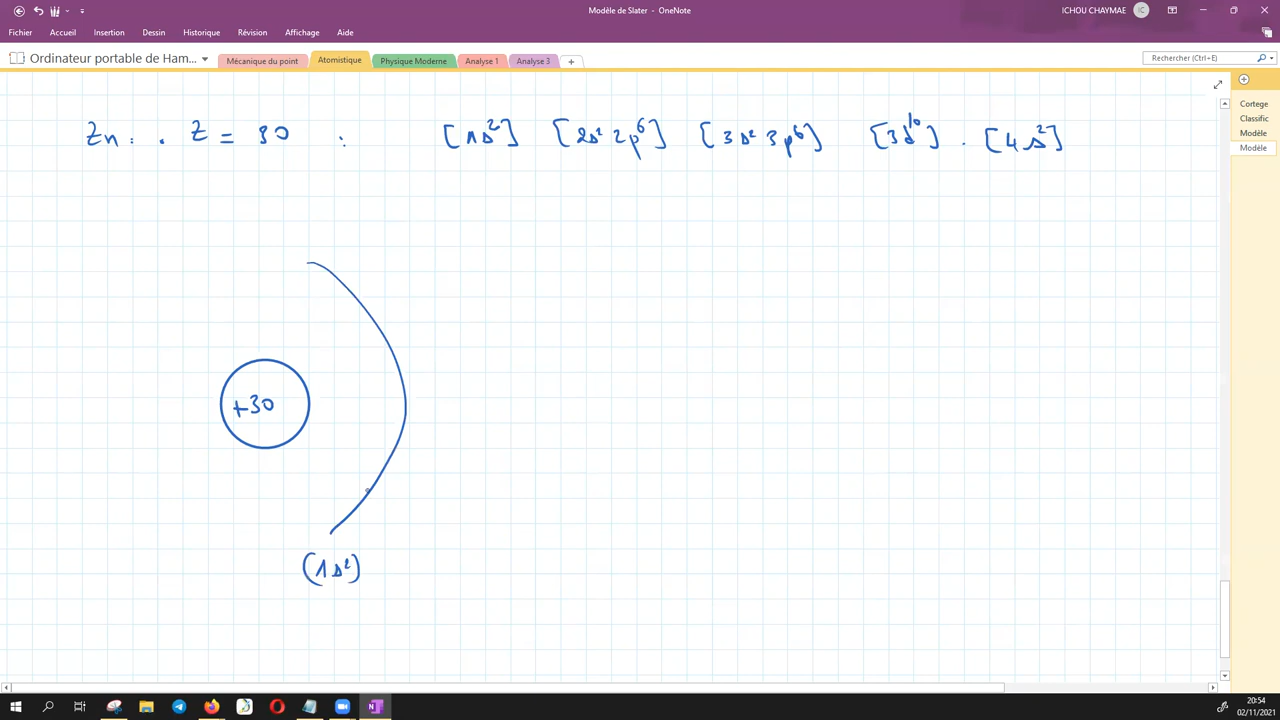 Modèle de Slater - OneNote
ICHOU CHAYMAE IC
Fichier Accueil Insertion Dessin Historique Révision Affichage Aide
Ordinateur portable de Ham... Mécanique du point Atomistique Physique Moderne Analyse 1 Analyse 3 + Rechercher (Ctrl+E)
Cortege
Classific
Modèle
Modèle
Zn : . Z = 30 : [1s²] [2s² 2p⁶] [3s² 3p⁶] [3d¹⁰] . [4s²]
+30
(1s²)
20:54
02/11/2021